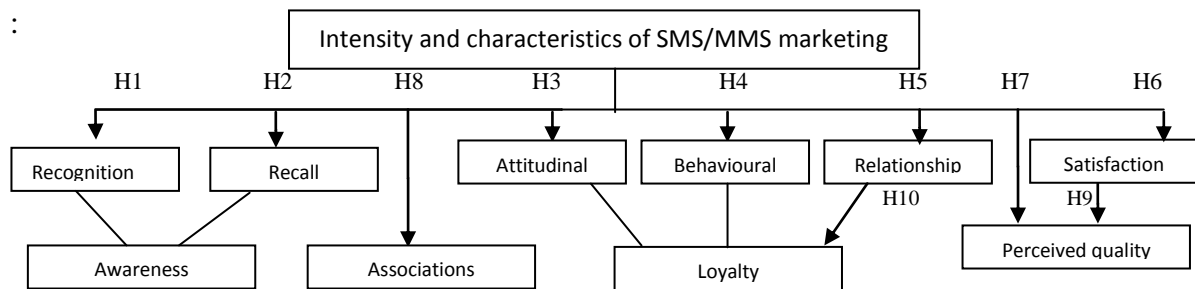 :
Intensity and characteristics of SMS/MMS marketing
H1 H2 H8 H3 H4 H5 H7 H6
Recognition Recall Attitudinal Behavioural Relationship Satisfaction
H10 H9
Awareness Associations Loyalty Perceived quality